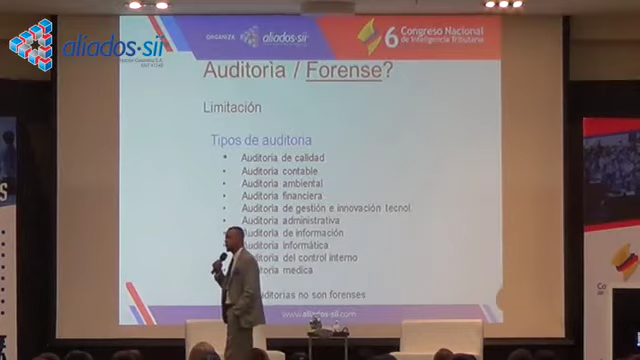 aliados-sii
ORGANIZA
aliados-sii
6 Congreso Nacional
de Inteligencia Tributaria
Auditorìa / Forense?
Limitación
Tipos de auditoria
Auditoria de calidad
Auditoria contable
Auditoria ambiental
Auditoria financiera
Auditoria de gestión e innovación tecnol
Auditoria administrativa
Auditoria de información
Auditoria informática
Auditoria del control interno
ditoria medica
uditorias no son forenses
www.aliados-sii.com